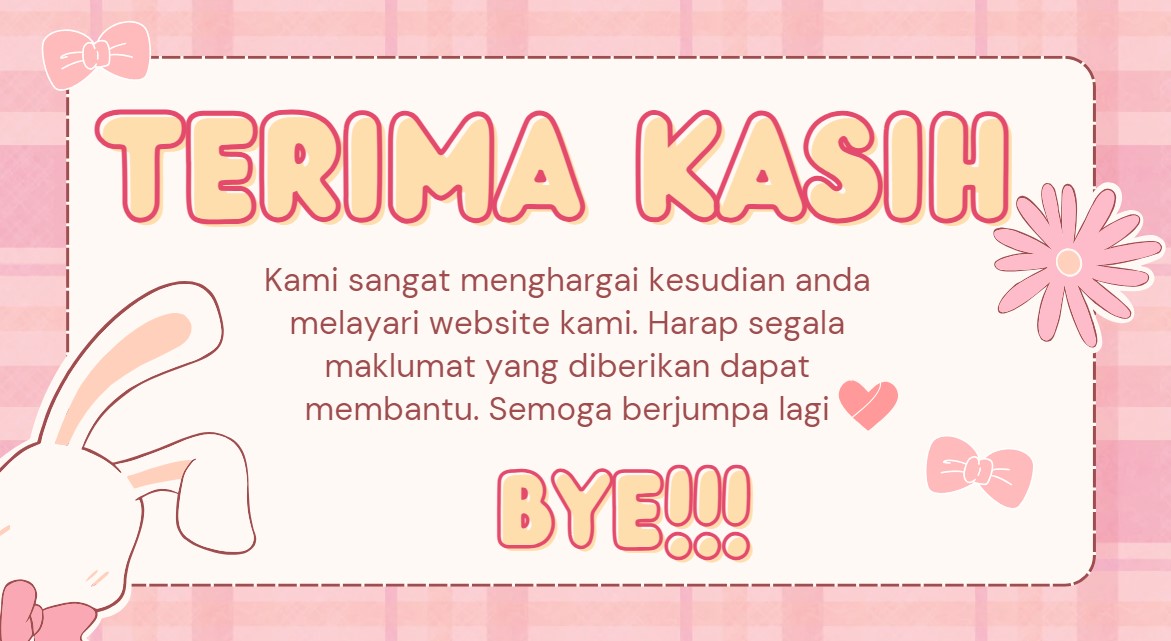 TERIMA KASIH
Kami sangat menghargai kesudian anda
melayari website kami. Harap segala
maklumat yang diberikan dapat
membantu. Semoga berjumpa lagi
BYE!!!